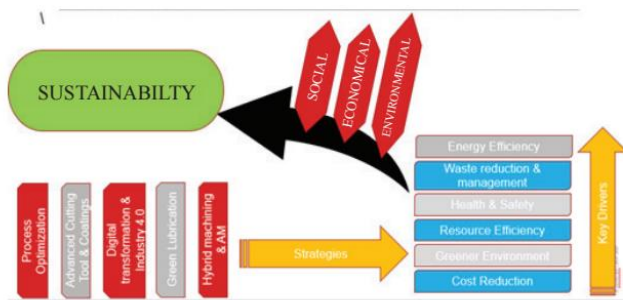 SUSTAINABILTY
SOCIAL
ECONOMICAL
ENVIRONMENTAL
Energy Efficiency
Waste reduction &
management
Health & Safety
Resource Efficiency
Greener Environment
Cost Reduction
Key Drivers
Process
Optimization
Advanced Cutting
Tool & Coatings
Digital
transformation &
Industry 4.0
Green Lubrication
Hybrid machining
& AM
Strategies